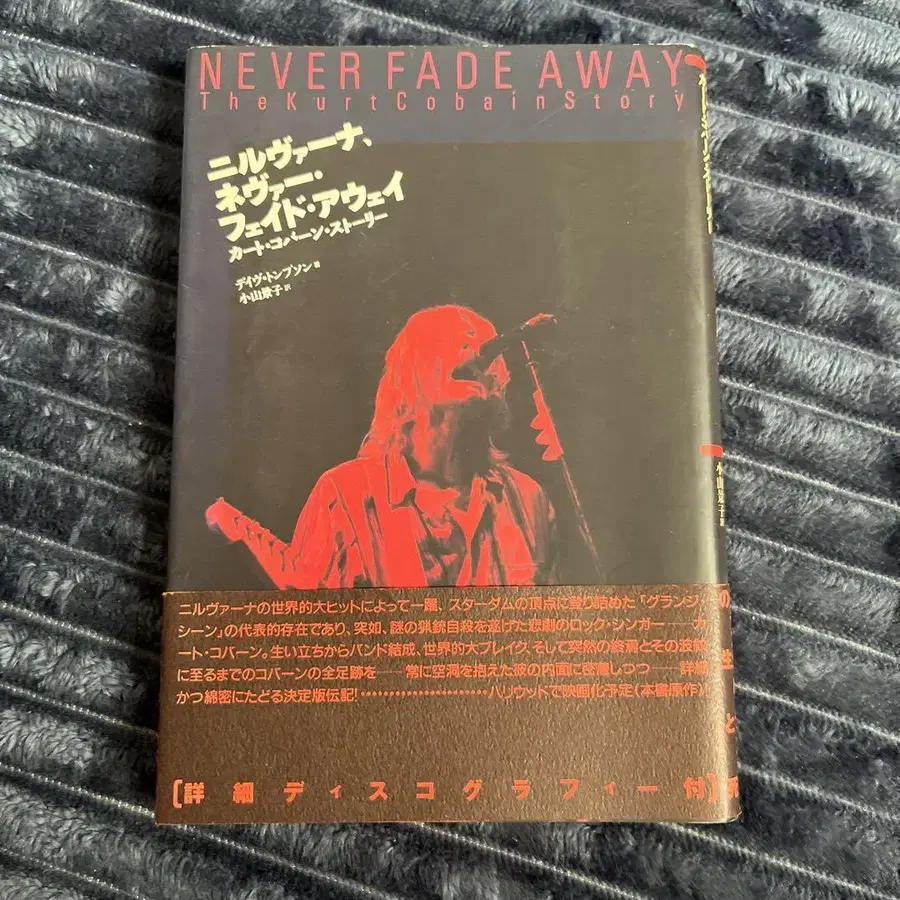 NEVER FADE AWAY
The Kurt Cobain Story
ニルヴァーナ、
ネヴァー・
フェイド・アウェイ
カート・コバーン・ストーリー
デイヴ・トンプソン 著
小山景子 訳
ニルヴァーナの世界的大ヒットによって一躍、スターダムの頂点に登り詰めた「グランジ・
シーン」の代表的存在であり、突如、謎の猟銃自殺を遂げた悲劇のロック・シンガー——カ
ート・コバーン。生い立ちからバンド結成、世界的大ブレイク、そして突然の終焉とその波紋
に至るまでのコバーンの全足跡を——常に空洞を抱えた彼の内面に密着しつつ——詳細
かつ綿密にたどる決定版伝記!……………………ハリウッドで映画化予定(本書原作)
[詳細ディスコグラフィー付]
小山景子 訳